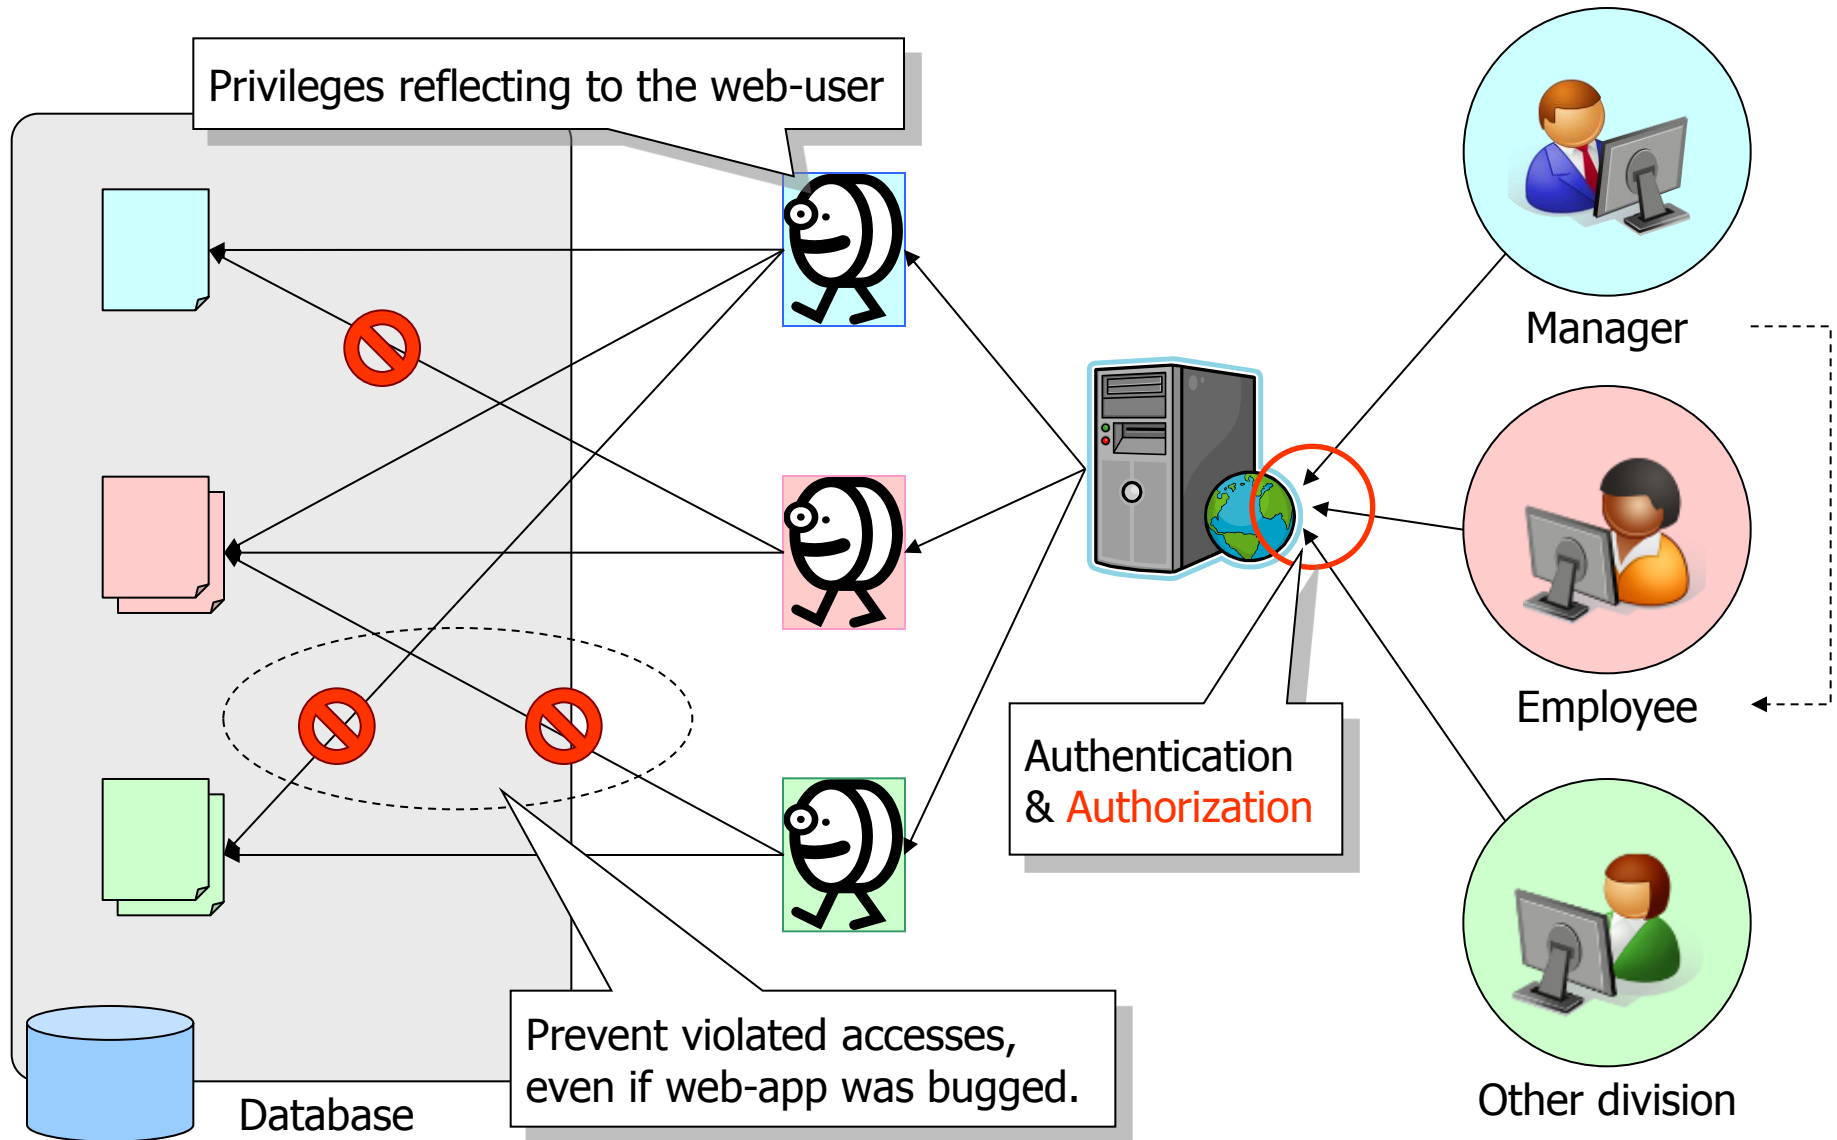 Privileges reflecting to the web-user
Manager
Employee
Authentication
& Authorization
Prevent violated accesses,
even if web-app was bugged.
Database
Other division